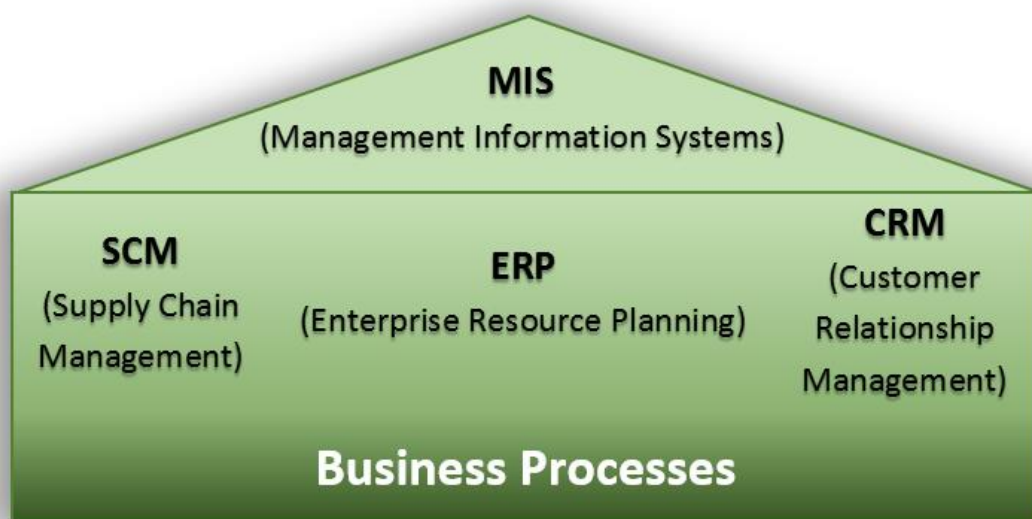 MIS
(Management Information Systems)
SCM
(Supply Chain
Management)
ERP
(Enterprise Resource Planning)
CRM
(Customer
Relationship
Management)
Business Processes